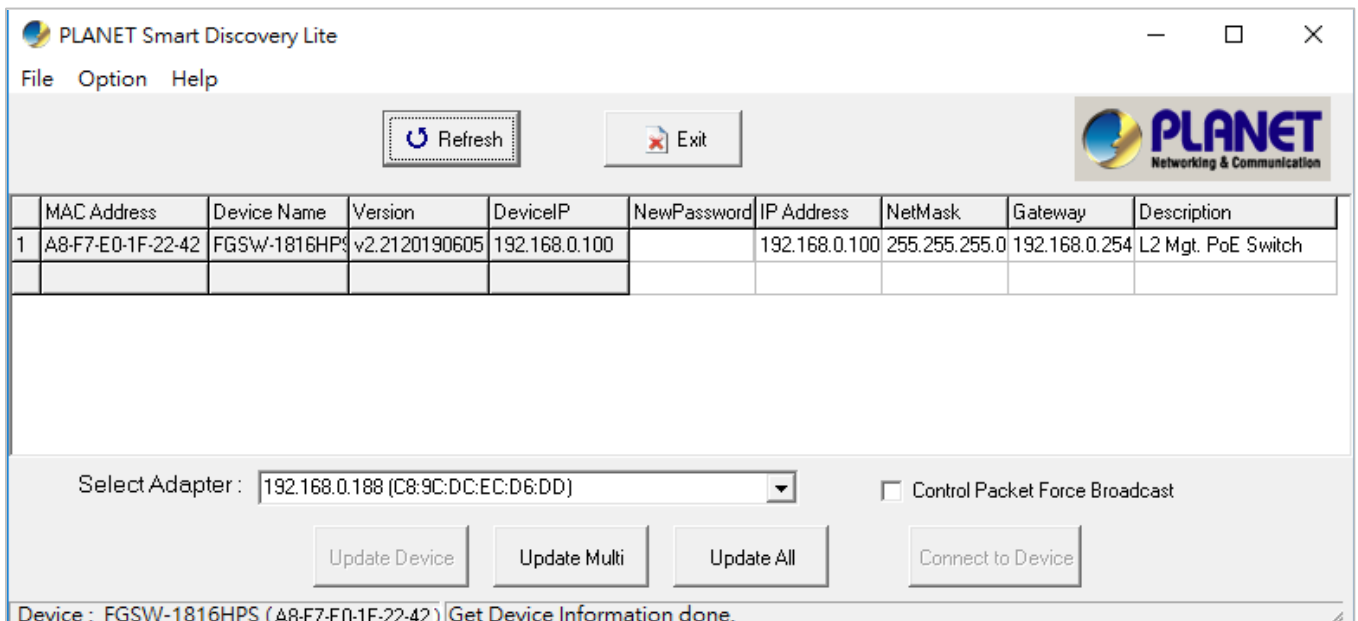 PLANET Smart Discovery Lite
File Option Help
Refresh Exit
PLANET
Networking & Communication
MAC Address Device Name Version DeviceIP NewPassword IP Address NetMask Gateway Description
1 A8-F7-E0-1F-22-42 FGSW-1816HPS v2.2120190605 192.168.0.100 192.168.0.100 255.255.255.0 192.168.0.254 L2 Mgt. PoE Switch
Select Adapter : 192.168.0.188 (C8:9C:DC:EC:D6:DD) Control Packet Force Broadcast
Update Device Update Multi Update All Connect to Device
Device : FGSW-1816HPS (A8-F7-E0-1F-22-42) Get Device Information done.